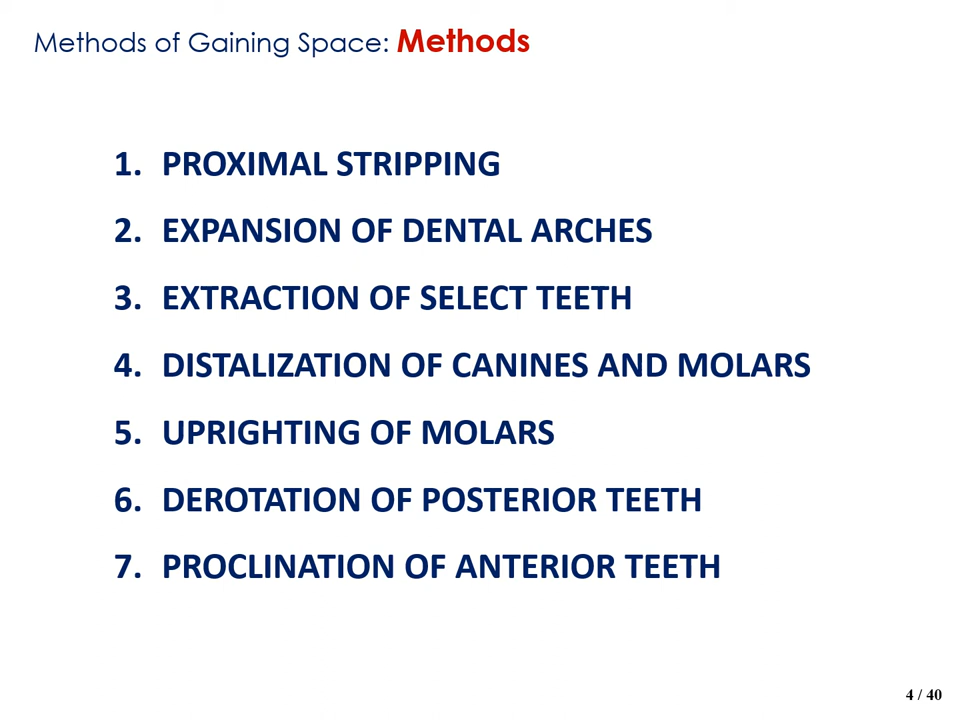 Methods of Gaining Space: Methods
1. PROXIMAL STRIPPING
2. EXPANSION OF DENTAL ARCHES
3. EXTRACTION OF SELECT TEETH
4. DISTALIZATION OF CANINES AND MOLARS
5. UPRIGHTING OF MOLARS
6. DEROTATION OF POSTERIOR TEETH
7. PROCLINATION OF ANTERIOR TEETH
4 / 40